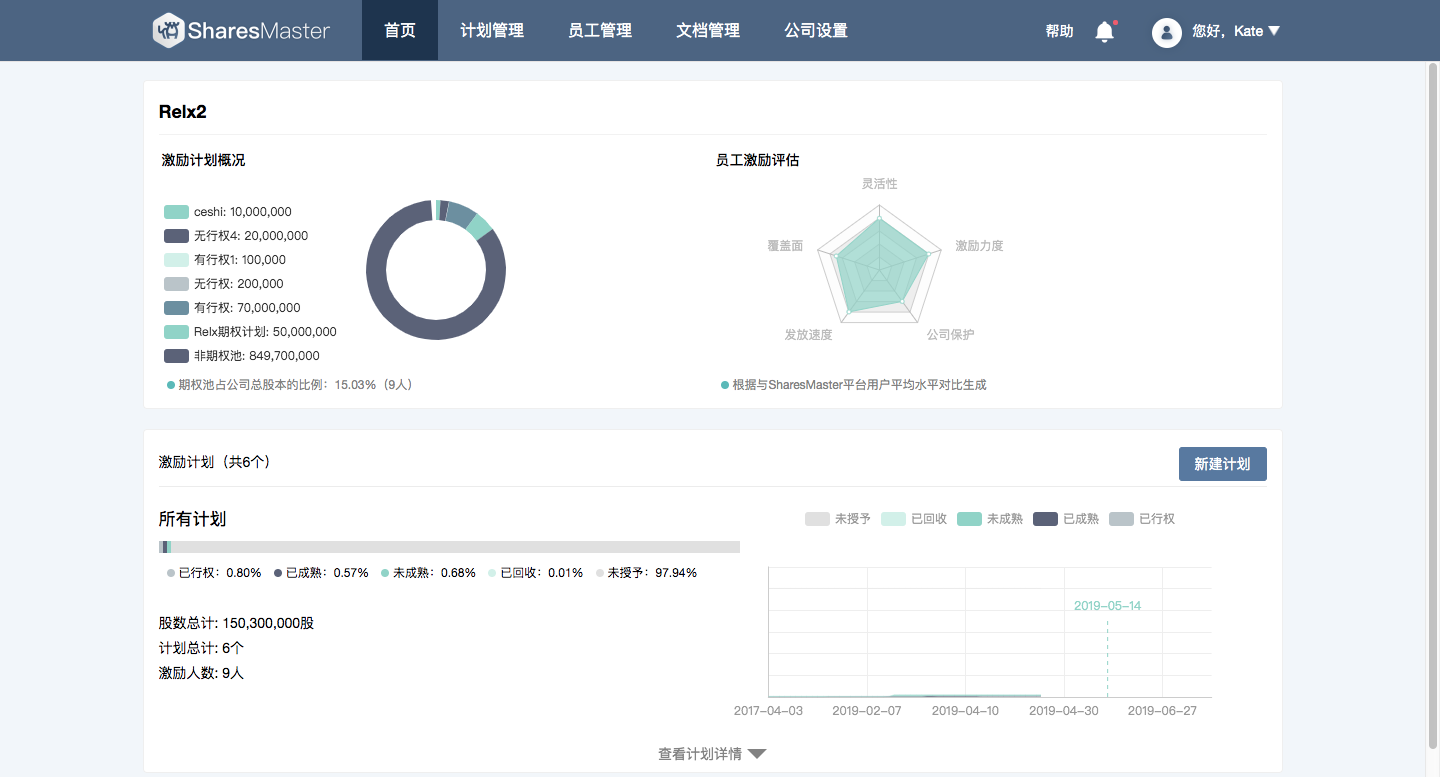 SharesMaster 首页 计划管理 员工管理 文档管理 公司设置 帮助 您好，Kate
Relx2
激励计划概况
ceshi: 10,000,000
无行权4: 20,000,000
有行权1: 100,000
无行权: 200,000
有行权: 70,000,000
Relx期权计划: 50,000,000
非期权池: 849,700,000
期权池占公司总股本的比例：15.03%（9人）
员工激励评估
灵活性
覆盖面
激励力度
发放速度
公司保护
根据与SharesMaster平台用户平均水平对比生成
激励计划（共6个）
新建计划
所有计划
已行权：0.80% 已成熟：0.57% 未成熟：0.68% 已回收：0.01% 未授予：97.94%
股数总计: 150,300,000股
计划总计: 6个
激励人数: 9人
未授予 已回收 未成熟 已成熟 已行权
2019-05-14
2017-04-03 2019-02-07 2019-04-10 2019-04-30 2019-06-27
查看计划详情